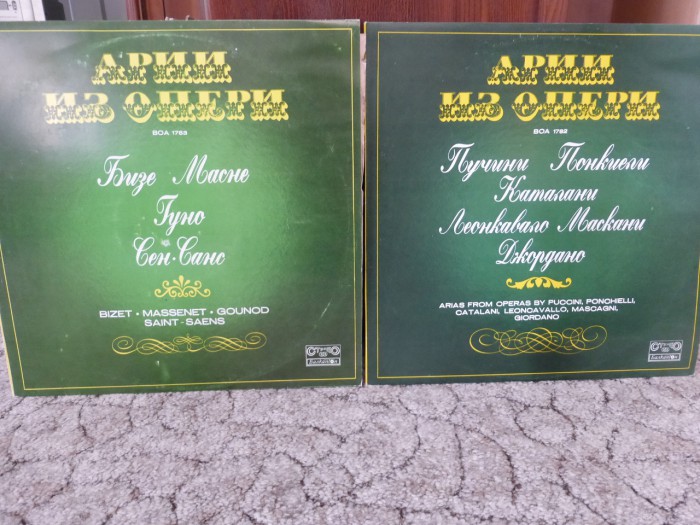 АРИИ
ИЗ ОПЕРИ
ВОА 1763
Бизе Масне
Гуно
Сен-Санс
BIZET • MASSENET • GOUNOD
SAINT-SAENS
АРИИ
ИЗ ОПЕРИ
ВОА 1762
Пучини Понкиели
Каталани
Леонкавало Маскани
Джордано
ARIAS FROM OPERAS BY PUCCINI, PONCHIELLI,
CATALANI, LEONCAVALLO, MASCAGNI,
GIORDANO